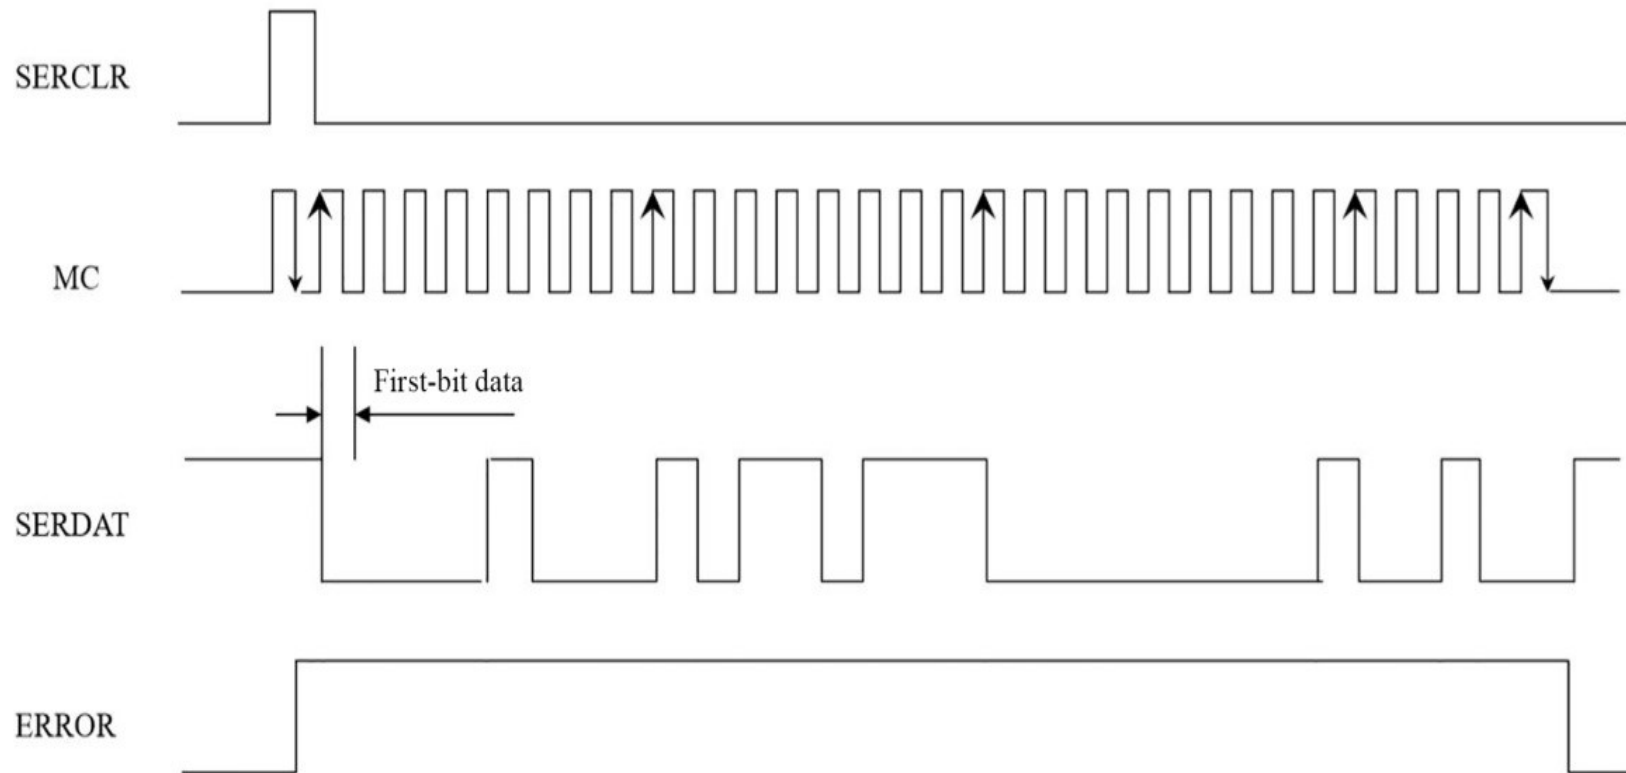 SERCLR
MC
First-bit data
SERDAT
ERROR